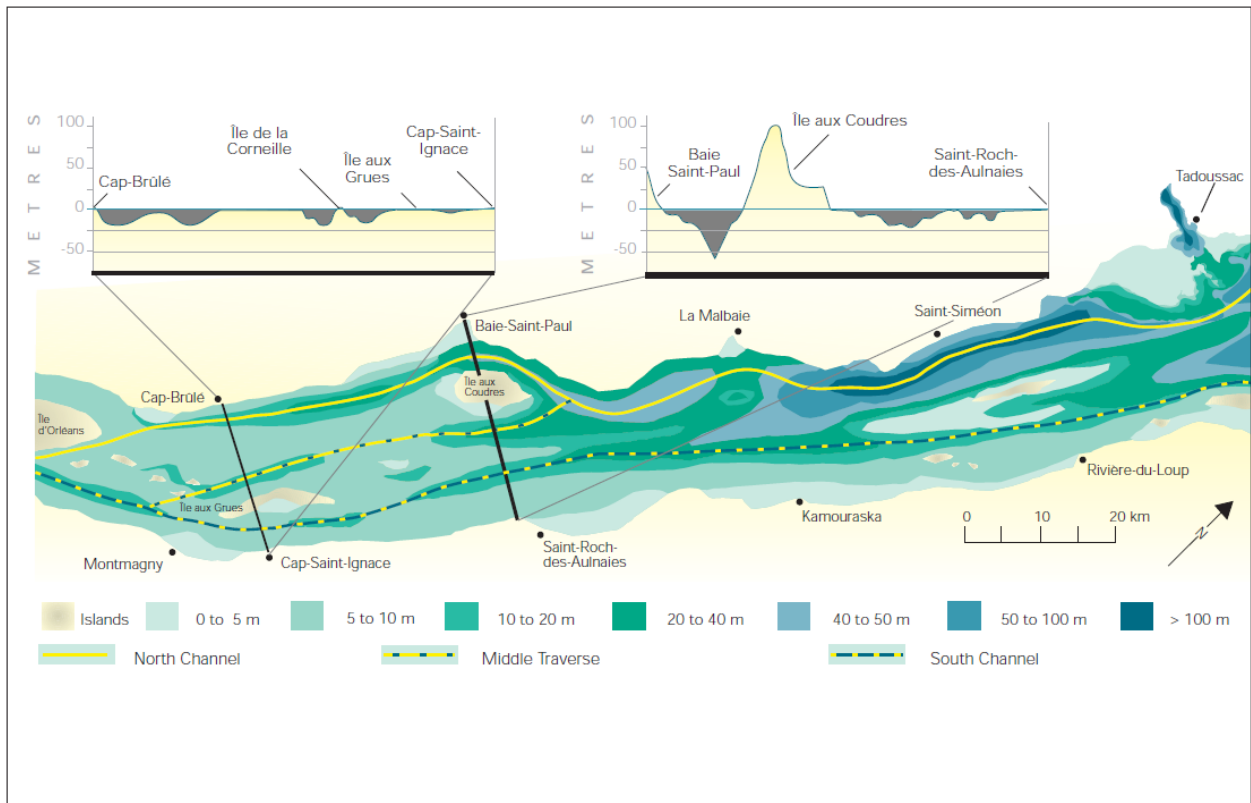 METRES
100
50
0
-50
Cap-Brûlé
Île de la
Corneille
Île aux
Grues
Cap-Saint-
Ignace
METRES
100
50
0
-50
Baie
Saint-Paul
Île aux Coudres
Saint-Roch-
des-Aulnaies
Tadoussac
Baie-Saint-Paul
La Malbaie
Saint-Siméon
Cap-Brûlé
Île aux
Coudres
Île
d'Orléans
Île aux Grues
Rivière-du-Loup
Kamouraska
Montmagny
Cap-Saint-Ignace
Saint-Roch-
des-Aulnaies
0 10 20 km
N
Islands 0 to 5 m 5 to 10 m 10 to 20 m 20 to 40 m 40 to 50 m 50 to 100 m > 100 m
North Channel Middle Traverse South Channel